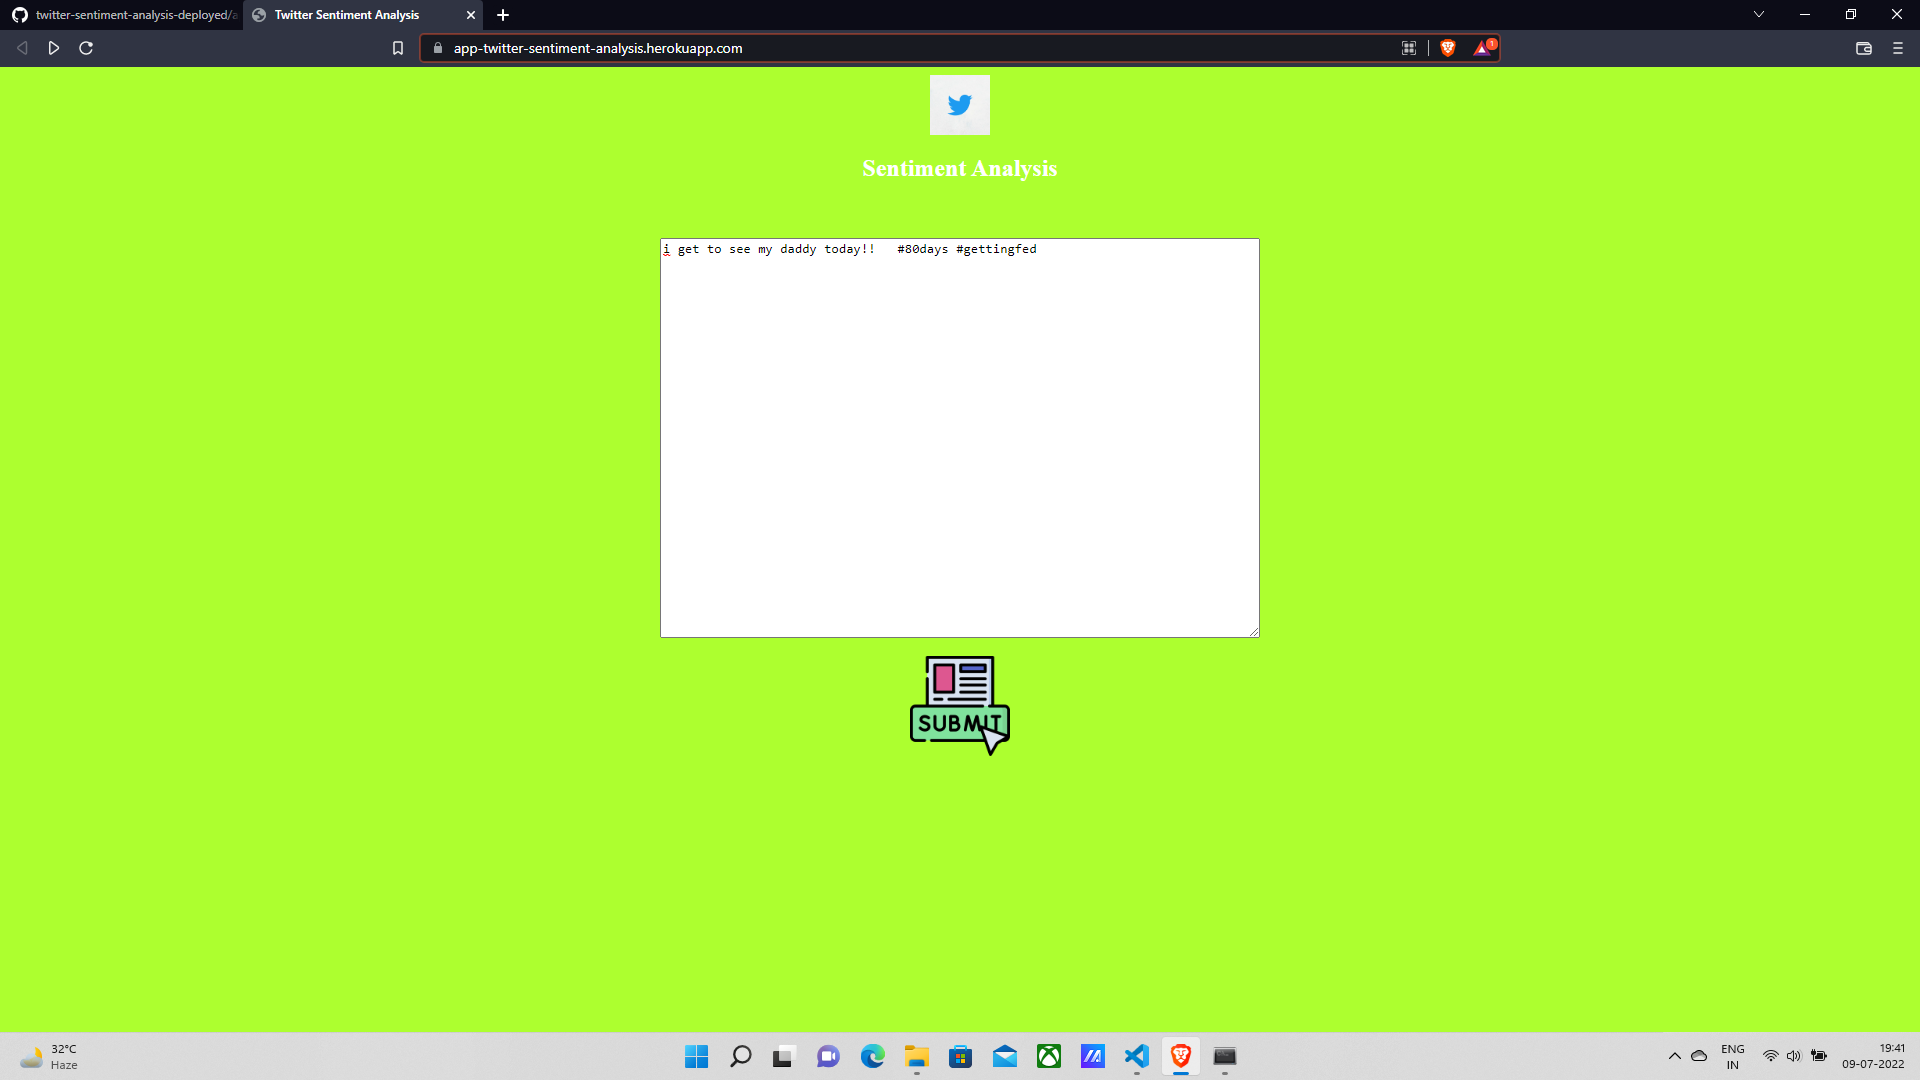 twitter-sentiment-analysis-deployed/a
Twitter Sentiment Analysis
app-twitter-sentiment-analysis.herokuapp.com
1
Sentiment Analysis
i get to see my daddy today!!   #80days #gettingfed
SUBMIT
32°C
Haze
ENG
IN
19:41
09-07-2022